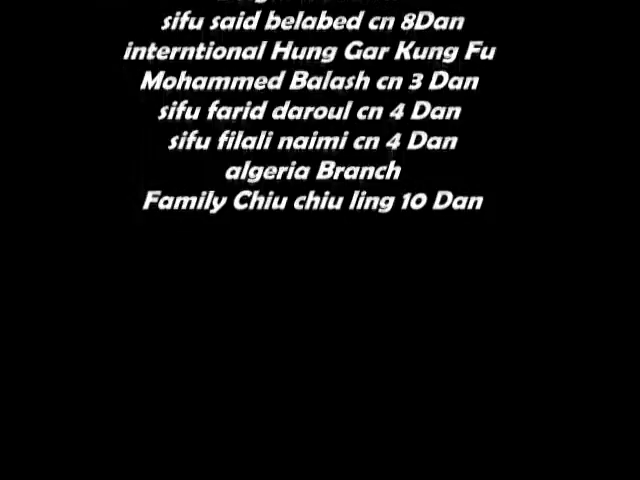 sifu said belabed cn 8Dan
interntional Hung Gar Kung Fu
Mohammed Balash cn 3 Dan
sifu farid daroul cn 4 Dan
sifu filali naimi cn 4 Dan
algeria Branch
Family Chiu chiu ling 10 Dan